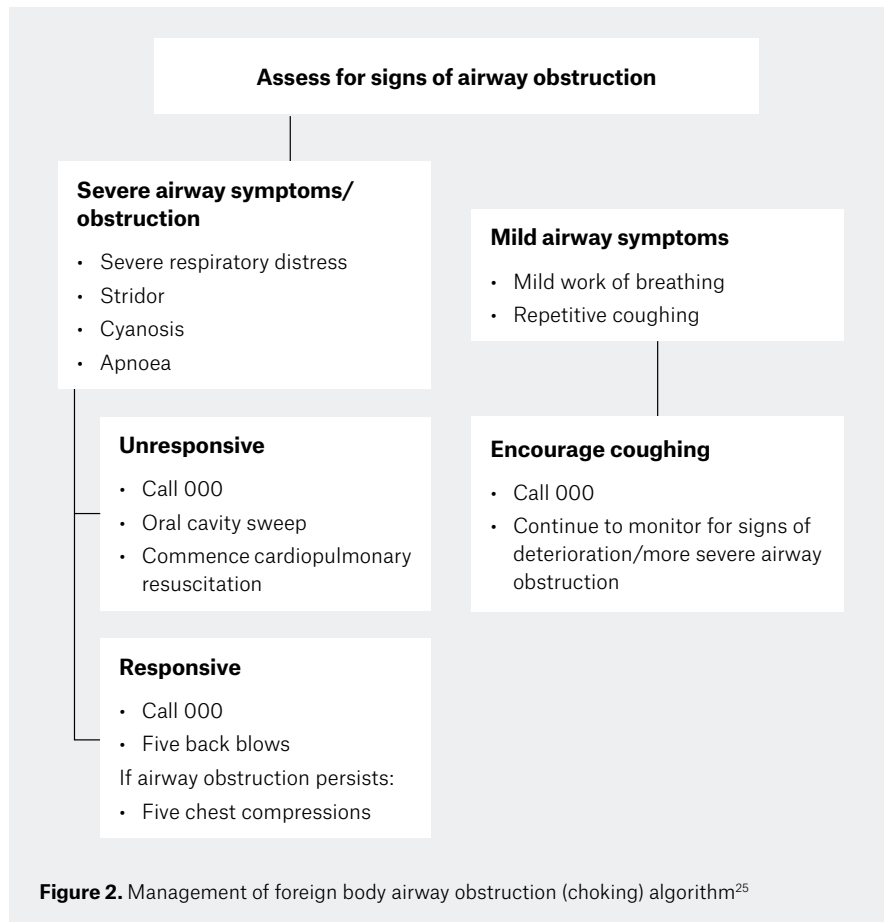 Assess for signs of airway obstruction
Severe airway symptoms/
obstruction
• Severe respiratory distress
• Stridor
• Cyanosis
• Apnoea
Mild airway symptoms
• Mild work of breathing
• Repetitive coughing
Unresponsive
• Call 000
• Oral cavity sweep
• Commence cardiopulmonary
resuscitation
Encourage coughing
• Call 000
• Continue to monitor for signs of
deterioration/more severe airway
obstruction
Responsive
• Call 000
• Five back blows
If airway obstruction persists:
• Five chest compressions
Figure 2. Management of foreign body airway obstruction (choking) algorithm²⁵